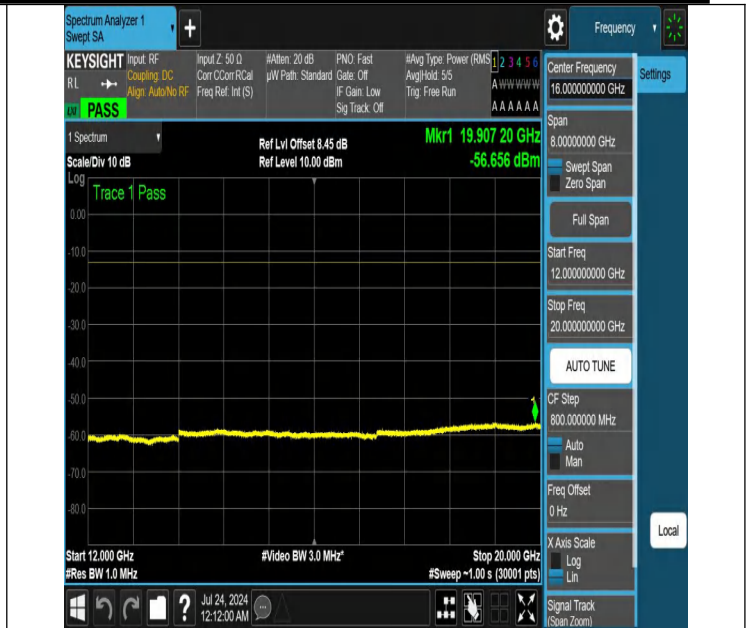 Spectrum Analyzer 1
Swept SA
Frequency
KEYSIGHT
RL
LXI
PASS
Input: RF
Coupling: DC
Align: Auto/No RF
Input Z: 50 Ω
Corr CCorr RCal
Freq Ref: Int (S)
#Atten: 20 dB
µW Path: Standard
PNO: Fast
Gate: Off
IF Gain: Low
Sig Track: Off
#Avg Type: Power (RMS
Avg|Hold: 5/5
Trig: Free Run
1 2 3 4 5 6
A W W W W W
A A A A A A
1 Spectrum
Scale/Div 10 dB
Ref Lvl Offset 8.45 dB
Ref Level 10.00 dBm
Mkr1 19.907 20 GHz
-56.656 dBm
Log
Trace 1 Pass
0.00
-10.0
-20.0
-30.0
-40.0
-50.0
-60.0
-70.0
-80.0
1
Start 12.000 GHz
#Res BW 1.0 MHz
#Video BW 3.0 MHz*
Stop 20.000 GHz
#Sweep ~1.00 s (30001 pts)
?
Jul 24, 2024
12:12:00 AM
Center Frequency
16.000000000 GHz
Span
8.00000000 GHz
Swept Span
Zero Span
Full Span
Start Freq
12.000000000 GHz
Stop Freq
20.000000000 GHz
AUTO TUNE
CF Step
800.000000 MHz
Auto
Man
Freq Offset
0 Hz
X Axis Scale
Log
Lin
Signal Track
(Span Zoom)
Settings
Local